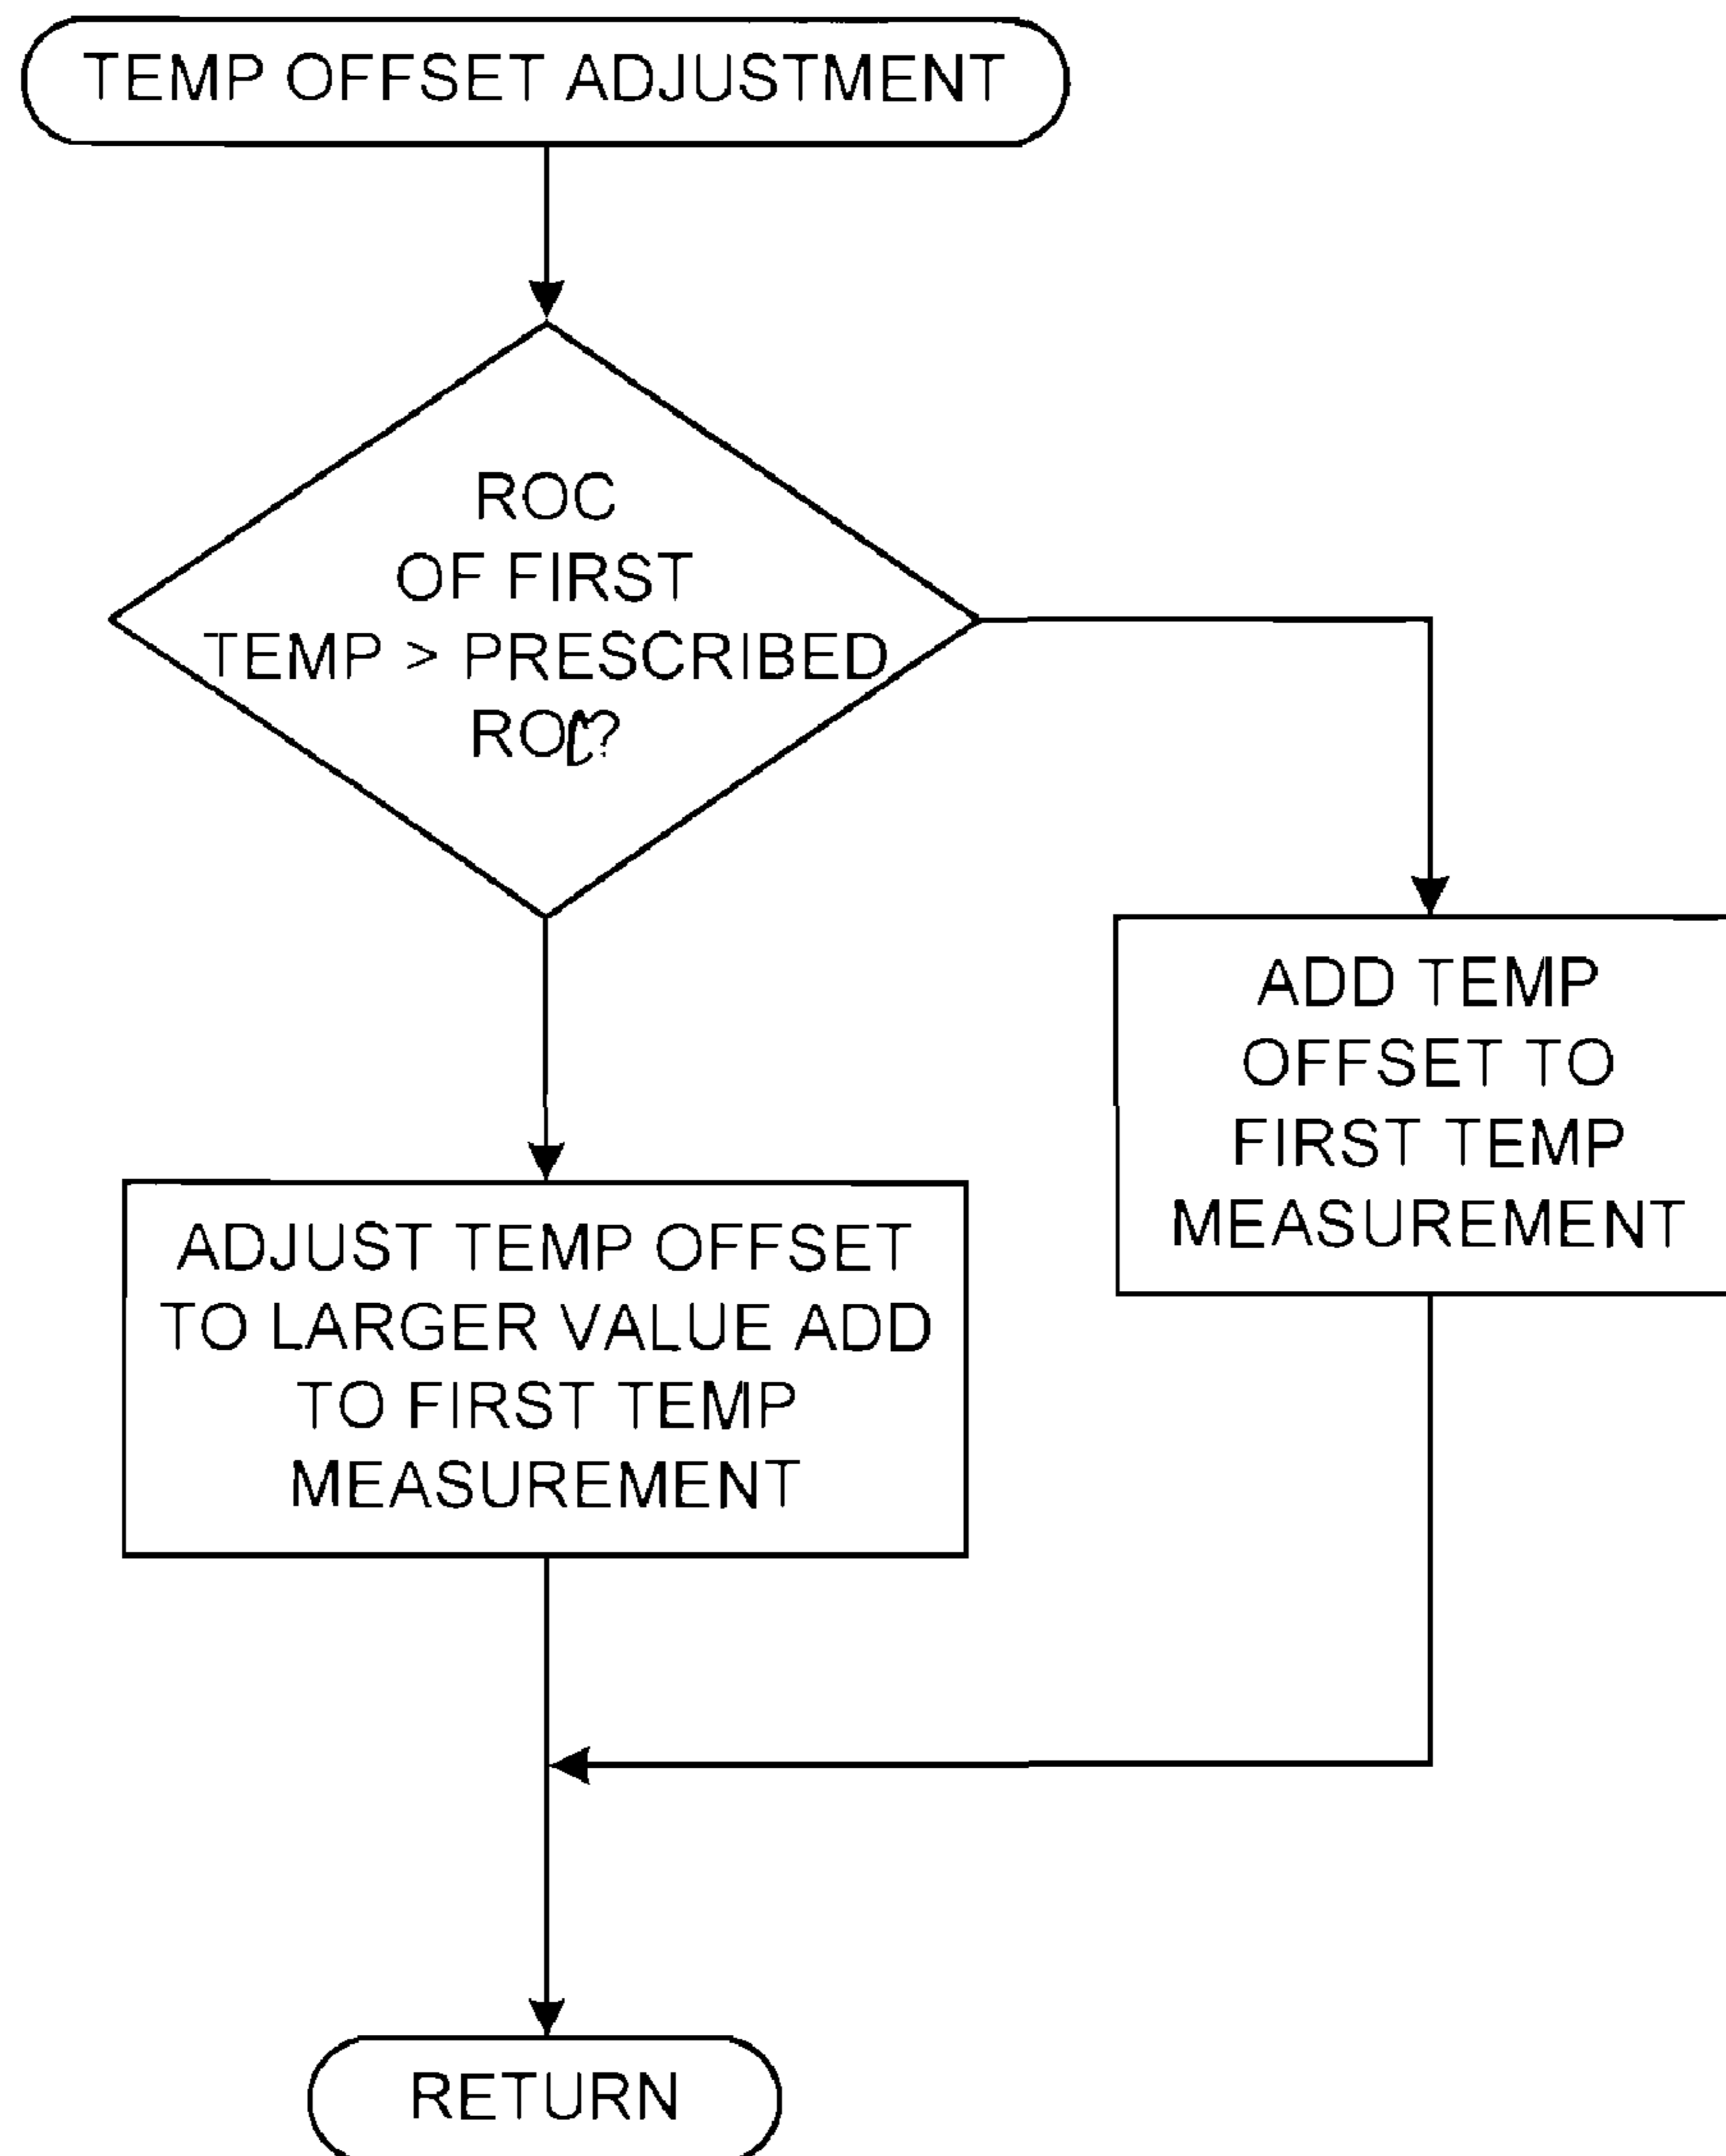 TEMP OFFSET ADJUSTMENT
ROC
OF FIRST
TEMP > PRESCRIBED
ROC?
ADD TEMP
OFFSET TO
FIRST TEMP
MEASUREMENT
ADJUST TEMP OFFSET
TO LARGER VALUE ADD
TO FIRST TEMP
MEASUREMENT
RETURN